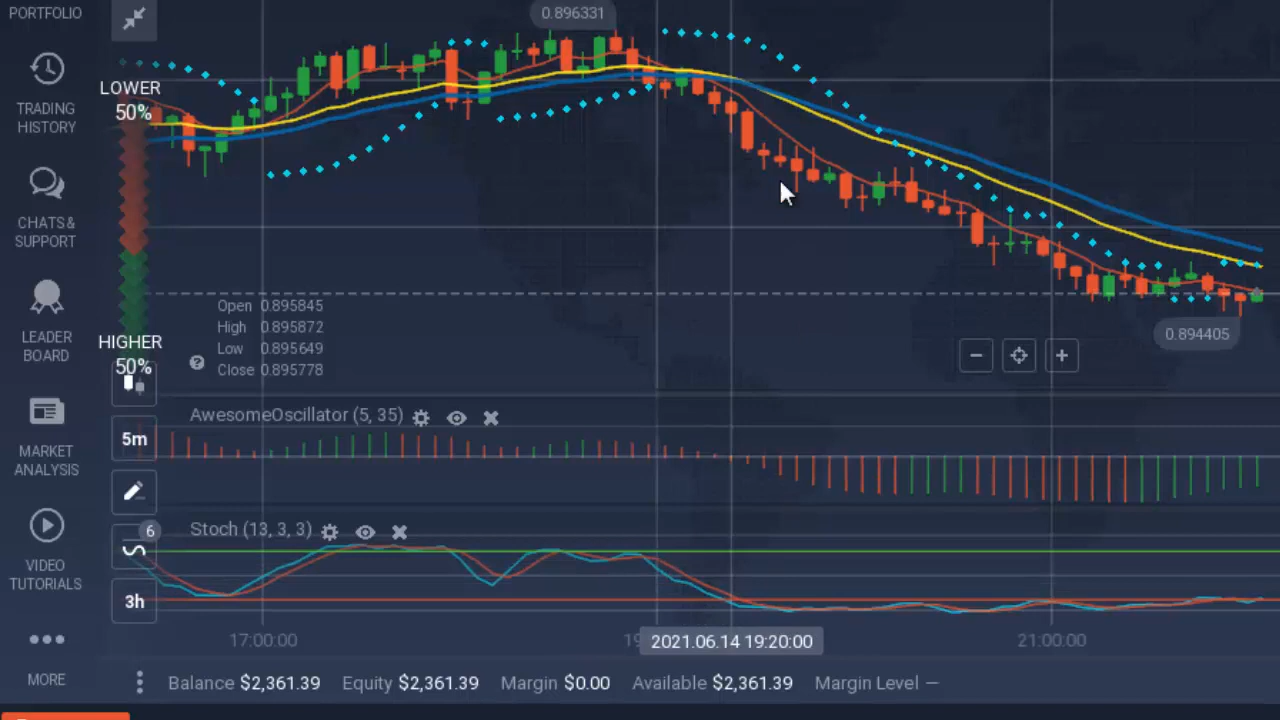 PORTFOLIO
TRADING
HISTORY
CHATS &
SUPPORT
LEADER
BOARD
MARKET
ANALYSIS
VIDEO
TUTORIALS
MORE
LOWER
50%
HIGHER
50%
5m
6
3h
0.896331
Open 0.895845
High 0.895872
Low 0.895649
Close 0.895778
0.894405
AwesomeOscillator (5, 35)
Stoch (13, 3, 3)
17:00:00
19
2021.06.14 19:20:00
21:00:00
Balance $2,361.39 Equity $2,361.39 Margin $0.00 Available $2,361.39 Margin Level —